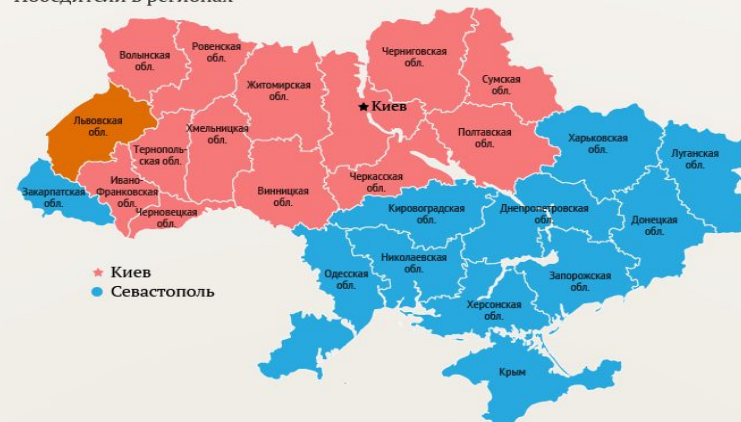 Победители в регионах
Волынская
обл.
Ровенская
обл.
Житомирская
обл.
Черниговская
обл.
Сумская
обл.
Киев
Львовская
обл.
Хмельницкая
обл.
Тернополь-
ская обл.
Полтавская
обл.
Харьковская
обл.
Луганская
обл.
Закарпатская
обл.
Ивано-
Франковская
обл.
Черновецкая
обл.
Винницкая
обл.
Черкасская
обл.
Кировоградская
обл.
Днепропетровская
обл.
Донецкая
обл.
Одесская
обл.
Николаевская
обл.
Херсонская
обл.
Запорожская
обл.
Крым
Киев
Севастополь